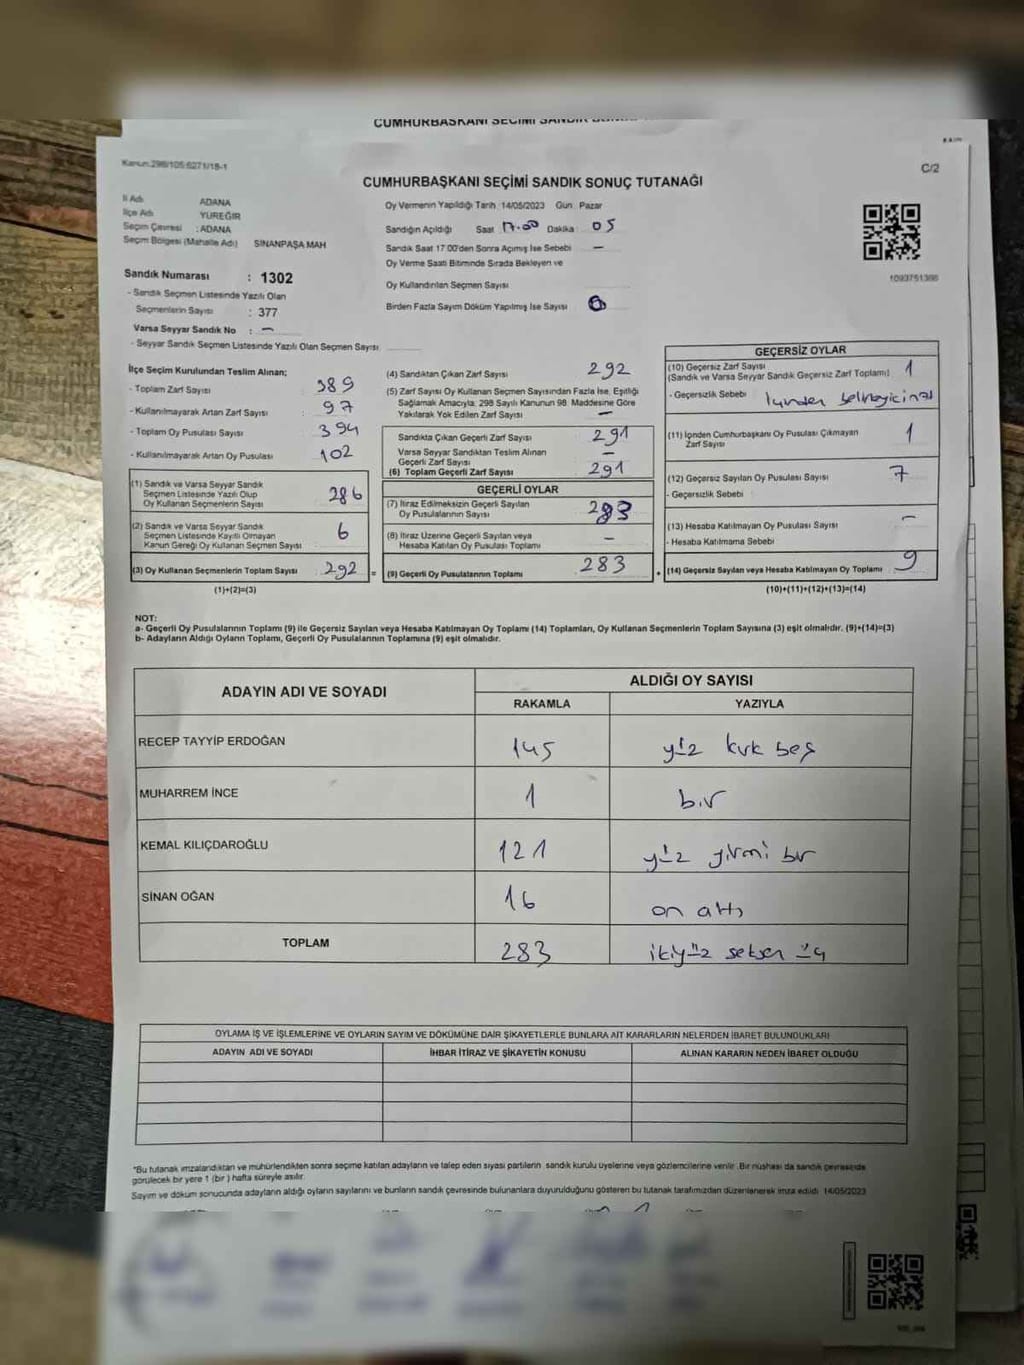 CUMHURBAŞKANI SEÇİMİ SANDIK
Kanun:298/105:6271/18-1
C/2
CUMHURBAŞKANI SEÇİMİ SANDIK SONUÇ TUTANAĞI
İl Adı ADANA
İlçe Adı YÜREĞİR
Seçim Çevresi : ADANA
Seçim Bölgesi (Mahalle Adı) SİNANPAŞA MAH
Oy Vermenin Yapıldığı Tarih :14/05/2023 Gün Pazar
Sandığın Açıldığı Saat 17.00 Dakika : 05
Sandık Saat 17:00'den Sonra Açımış İse Sebebi –
Oy Verme Saati Bitiminde Sırada Bekleyen ve
Oy Kullandırılan Seçmen Sayısı
Birden Fazla Sayım Döküm Yapılmış İse Sayısı 0
1093751386
Sandık Numarası : 1302
- Sandık Seçmen Listesinde Yazılı Olan
Seçmenlerin Sayısı : 377
Varsa Seyyar Sandık No : –
- Seyyar Sandık Seçmen Listesinde Yazılı Olan Seçmen Sayısı
İlçe Seçim Kurulundan Teslim Alınan;
- Toplam Zarf Sayısı 389
- Kullanılmayarak Artan Zarf Sayısı : 97
- Toplam Oy Pusulası Sayısı : 394
- Kullanılmayarak Artan Oy Pusulası : 102
(1) Sandık ve Varsa Seyyar Sandık
Seçmen Listesinde Yazılı Olup
Oy Kullanan Seçmenlerin Sayısı 286
(2) Sandık ve Varsa Seyyar Sandık
Seçmen Listesinde Kayıtlı Olmayan
Kanun Gereği Oy Kulanan Seçmen Sayısı 6
(3) Oy Kullanan Seçmenlerin Toplam Sayısı 292 =
(1)+(2)=(3)
(4) Sandıktan Çıkan Zarf Sayısı 292
(5) Zarf Sayısı Oy Kullanan Seçmen Sayısından Fazla İse, Eşitliği
Sağlamak Amacıyla; 298 Sayılı Kanunun 98. Maddesine Göre
Yakılarak Yok Edilen Zarf Sayısı –
Sandıkta Çıkan Geçerli Zarf Sayısı 291
Varsa Seyyar Sandıktan Teslim Alınan
Geçerli Zarf Sayısı –
(6) Toplam Geçerli Zarf Sayısı 291
GEÇERLİ OYLAR
(7) İtiraz Edilmeksizin Geçerli Sayılan
Oy Pusulalarının Sayısı 283
(8) İtiraz Üzerine Geçerli Sayılan veya
Hesaba Katılan Oy Pusulası Toplamı –
(9) Geçerli Oy Pusulalarının Toplamı 283
GEÇERSİZ OYLAR
(10) Geçersiz Zarf Sayısı
(Sandık ve Varsa Seyyar Sandık Geçersiz Zarf Toplamı) 1
- Geçersizlik Sebebi
(11) İçinden Cumhurbaşkanı Oy Pusulası Çıkmayan
Zarf Sayısı 1
(12) Geçersiz Sayılan Oy Pusulası Sayısı 7
- Geçersizlik Sebebi
(13) Hesaba Katılmayan Oy Pusulası Sayısı –
- Hesaba Katılmama Sebebi
+ (14) Geçersiz Sayılan veya Hesaba Katılmayan Oy Toplamı 9
(10)+(11)+(12)+(13)=(14)
NOT:
a- Geçerli Oy Pusulalarının Toplamı (9) ile Geçersiz Sayılan veya Hesaba Katılmayan Oy Toplamı (14) Toplamları, Oy Kullanan Seçmenlerin Toplam Sayısına (3) eşit olmalıdır. (9)+(14)=(3)
b- Adayların Aldığı Oyların Toplamı, Geçerli Oy Pusulalarının Toplamına (9) eşit olmalıdır.
ADAYIN ADI VE SOYADI
ALDIĞI OY SAYISI
RAKAMLA YAZIYLA
RECEP TAYYİP ERDOĞAN 145 yüz kırk beş
MUHARREM İNCE 1 bir
KEMAL KILIÇDAROĞLU 121 yüz yirmi bir
SİNAN OĞAN 16 on altı
TOPLAM 283 ikiyüz seksen üç
OYLAMA İŞ VE İŞLEMLERİNE VE OYLARIN SAYIM VE DÖKÜMÜNE DAİR ŞİKAYETLERLE BUNLARA AİT KARARLARIN NELERDEN İBARET BULUNDUKLARI
ADAYIN ADI VE SOYADI İHBAR İTİRAZ VE ŞİKAYETİN KONUSU ALINAN KARARIN NEDEN İBARET OLDUĞU
*Bu tutanak imzalandıktan ve mühürlendikten sonra seçime katılan adayların ve talep eden siyasi partilerin sandık kurulu üyelerine veya gözlemcilerine verilir. Bir nüshası da sandık çevresinde
görülecek bir yere 1 (bir ) hafta süreyle asılır.
Sayım ve döküm sonucunda adayların aldığı oyların sayılarını ve bunların sandık çevresinde bulunanlara duyurulduğunu gösteren bu tutanak tarafımızdan düzenlenerek imza edildi 14/05/2023